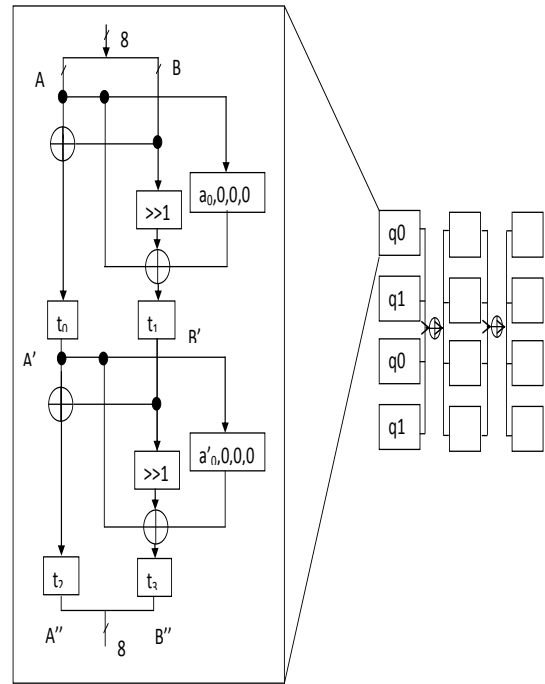 8
A B
>>1
a₀,0,0,0
t₀ t₁
A' B'
>>1
a'₀,0,0,0
t₂ t₃
A'' 8 B''
q0
q1
q0
q1